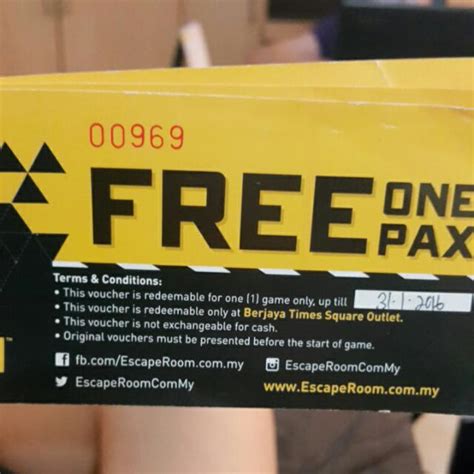 00969
FREE ONE PAX
Terms & Conditions:
• This voucher is redeemable for one (1) game only, up till 31-1-2016
• This voucher is redeemable only at Berjaya Times Square Outlet.
• This voucher is not exchangeable for cash.
• Original vouchers must be presented before the start of game.
fb.com/EscapeRoom.com.my EscapeRoomComMy
EscapeRoomComMy www.EscapeRoom.com.my